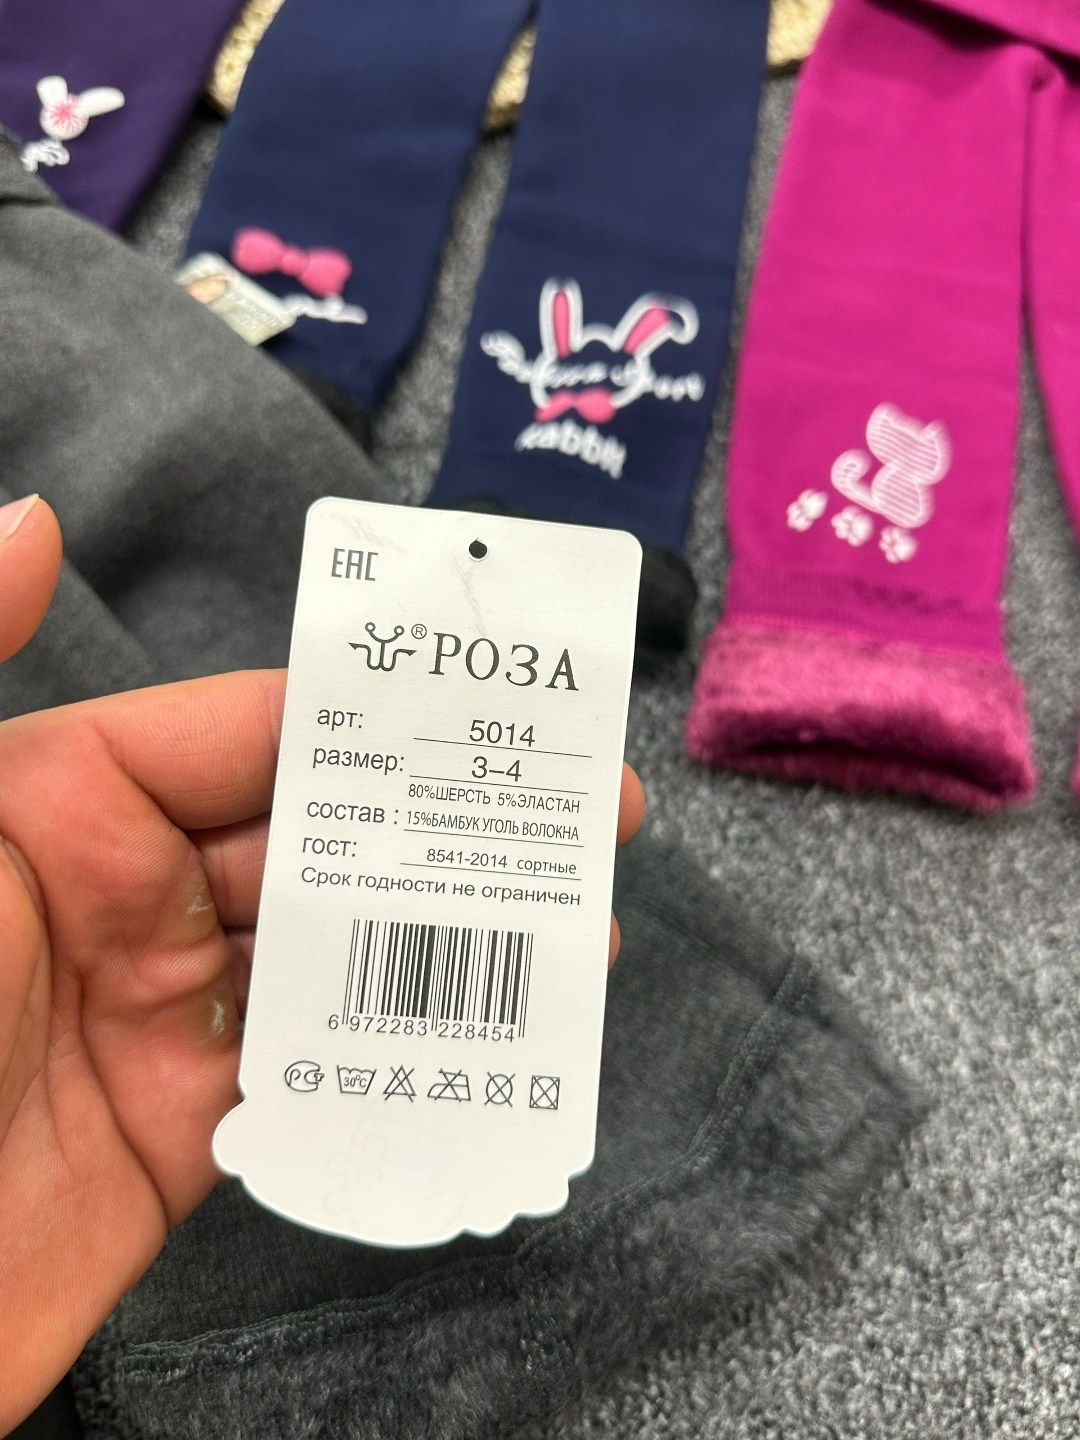 Rabbit
EAC
® РОЗА
арт: 5014
размер: 3-4
80%ШЕРСТЬ 5%ЭЛАСТАН
состав : 15%БАМБУК УГОЛЬ ВОЛОКНА
гост: 8541-2014 сортные
Срок годности не ограничен
6 972283 228454
РСТ 30°C